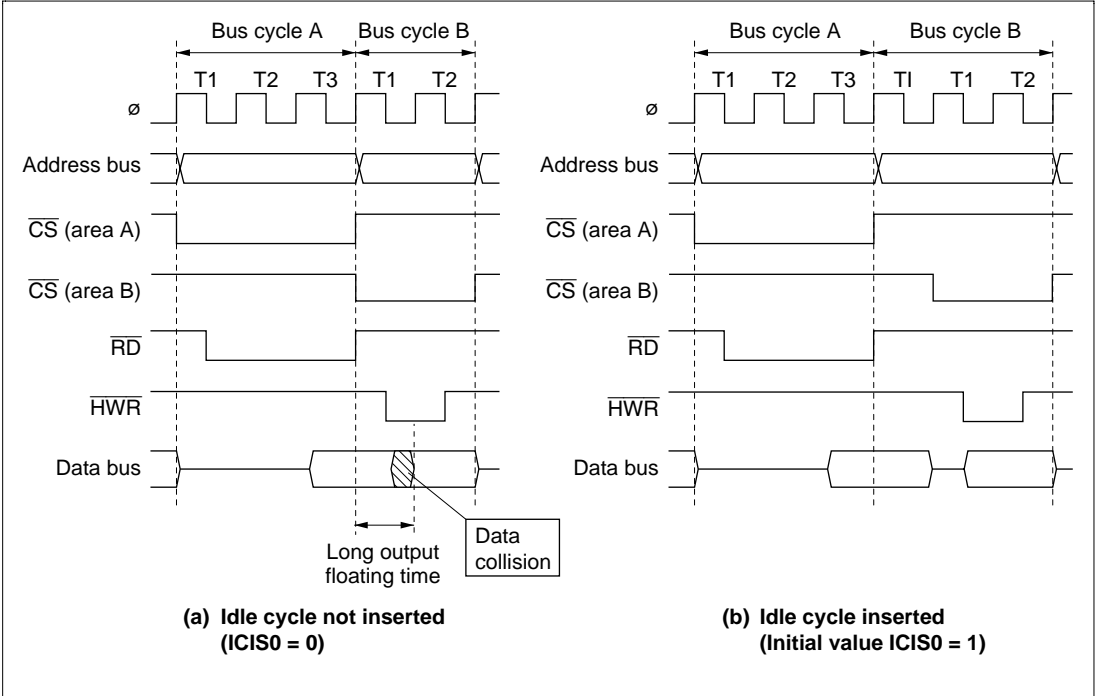 Bus cycle A
Bus cycle B
T1 T2 T3 T1 T2
ø
Address bus
CS (area A)
CS (area B)
RD
HWR
Data bus
Long output
floating time
Data
collision
(a) Idle cycle not inserted
(ICIS0 = 0)
Bus cycle A
Bus cycle B
T1 T2 T3 TI T1 T2
ø
Address bus
CS (area A)
CS (area B)
RD
HWR
Data bus
(b) Idle cycle inserted
(Initial value ICIS0 = 1)